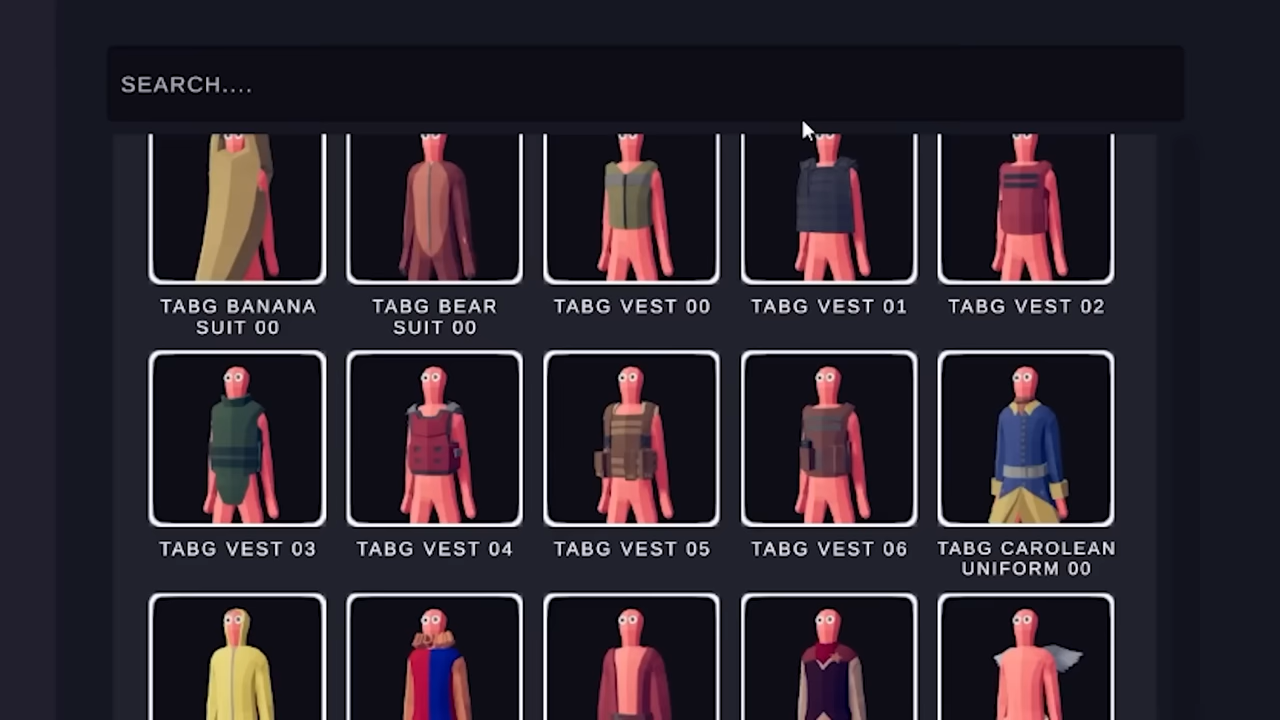 SEARCH....
TABG BANANA
SUIT 00
TABG BEAR
SUIT 00
TABG VEST 00
TABG VEST 01
TABG VEST 02
TABG VEST 03
TABG VEST 04
TABG VEST 05
TABG VEST 06
TABG CAROLEAN
UNIFORM 00